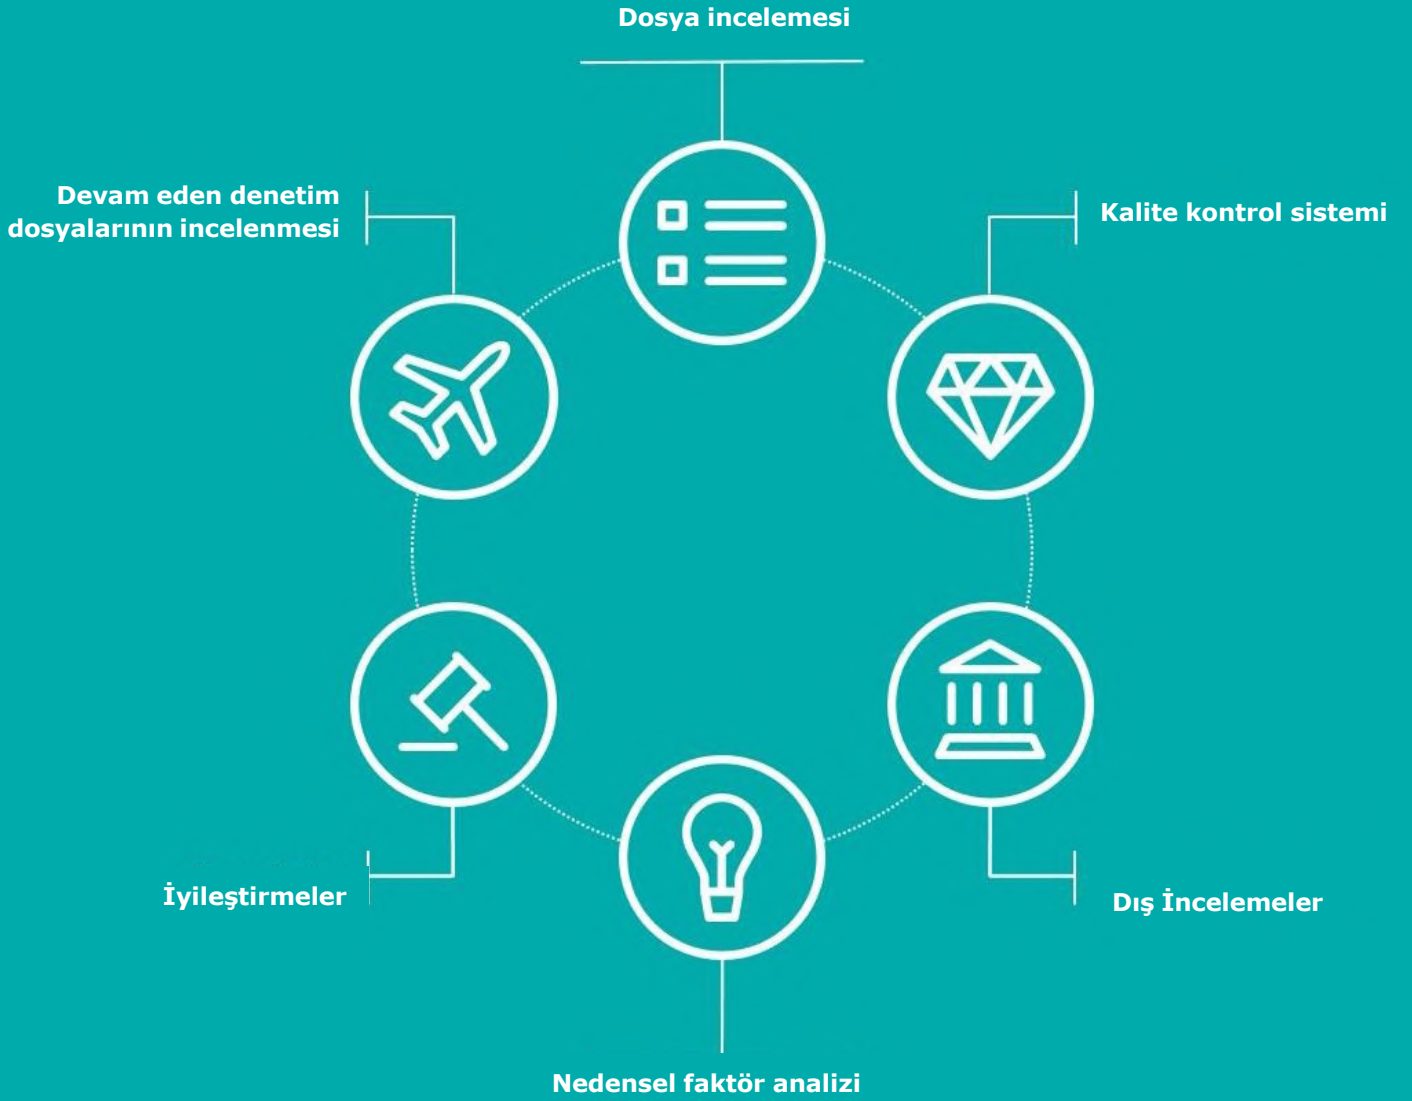 Dosya incelemesi
Devam eden denetim
dosyalarının incelenmesi
Kalite kontrol sistemi
İyileştirmeler
Dış İncelemeler
Nedensel faktör analizi